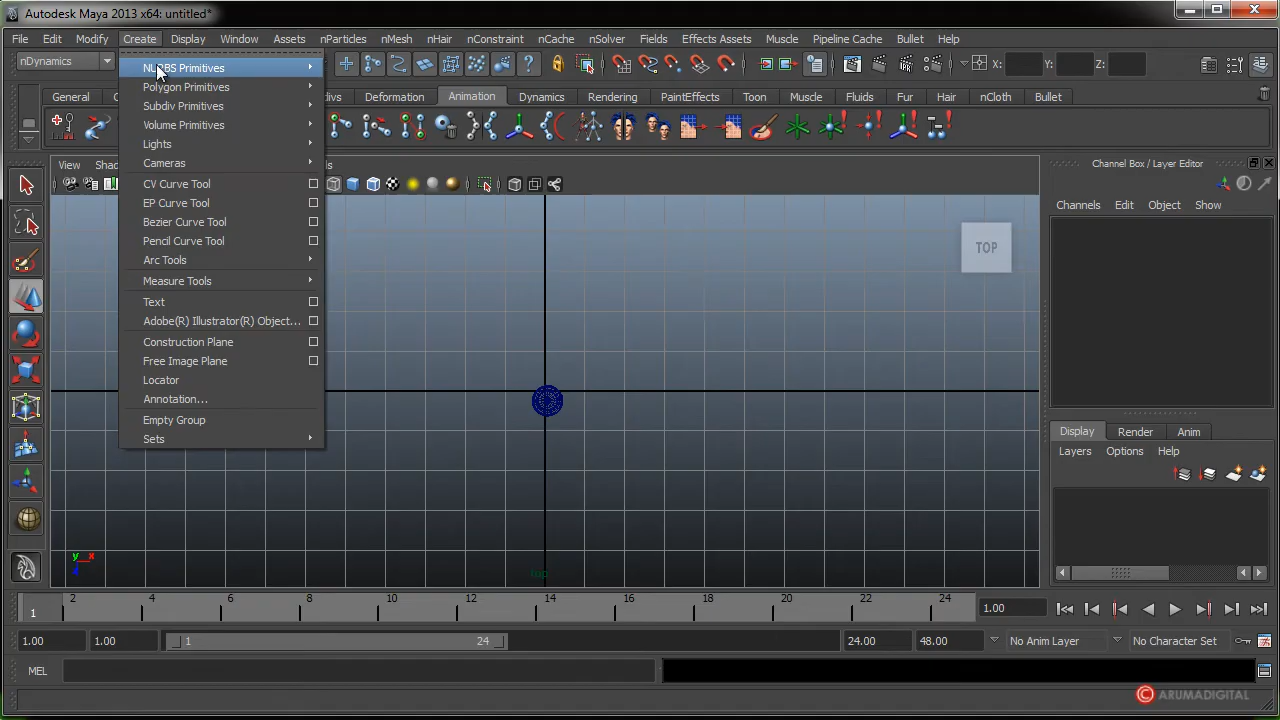 Autodesk Maya 2013 x64: untitled*
File Edit Modify Create Display Window Assets nParticles nMesh nHair nConstraint nCache nSolver Fields Effects Assets Muscle Pipeline Cache Bullet Help
nDynamics
X: Y: Z:
General
Deformation Animation Dynamics Rendering PaintEffects Toon Muscle Fluids Fur Hair nCloth Bullet
NURBS Primitives
Polygon Primitives
Subdiv Primitives
Volume Primitives
Lights
Cameras
CV Curve Tool
EP Curve Tool
Bezier Curve Tool
Pencil Curve Tool
Arc Tools
Measure Tools
Text
Adobe(R) Illustrator(R) Object...
Construction Plane
Free Image Plane
Locator
Annotation...
Empty Group
Sets
View
TOP
y x
z
top
Channel Box / Layer Editor
Channels Edit Object Show
Display Render Anim
Layers Options Help
1 2 4 6 8 10 12 14 16 18 20 22 24
1.00
1.00 1.00 1 24 24.00 48.00 No Anim Layer No Character Set
MEL
© ARUMADIGITAL